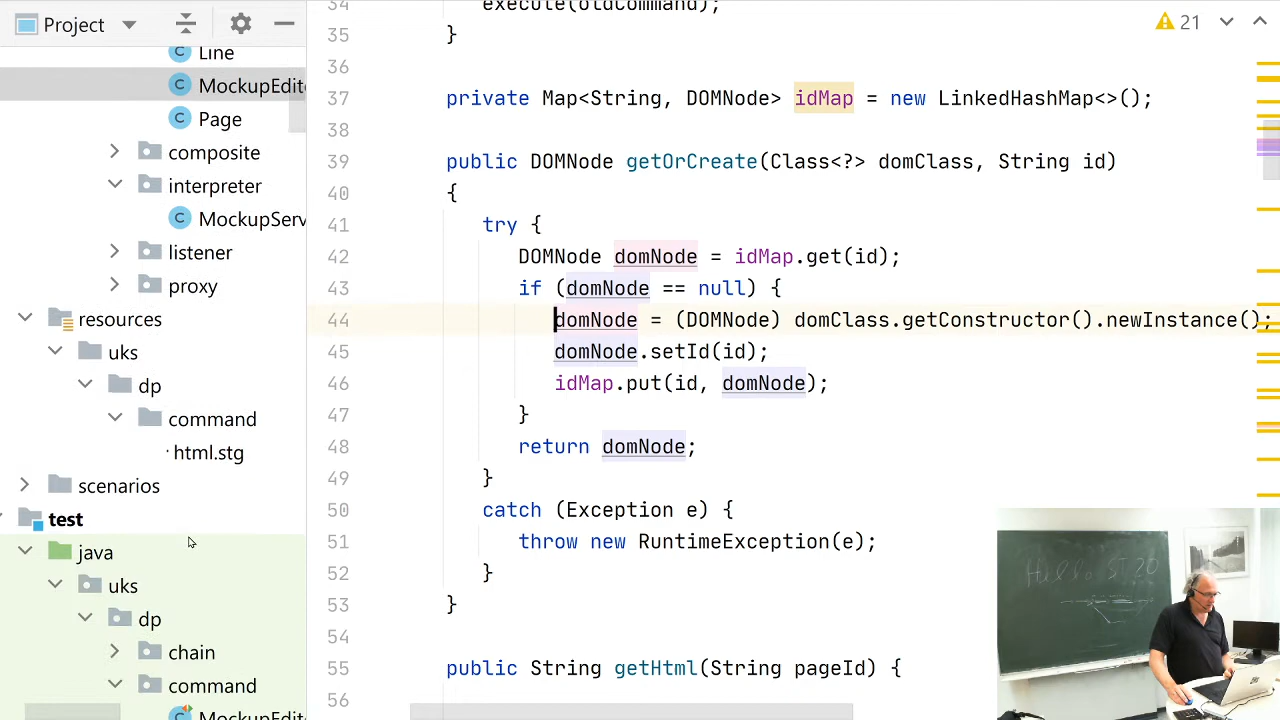 Project
Line
MockupEdit
Page
composite
interpreter
MockupServ
listener
proxy
resources
uks
dp
command
html.stg
scenarios
test
java
uks
dp
chain
command
MockupEdit
21
34 execute(oldCommand);
35 }
36
37 private Map<String, DOMNode> idMap = new LinkedHashMap<>();
38
39 public DOMNode getOrCreate(Class<?> domClass, String id)
40 {
41 try {
42 DOMNode domNode = idMap.get(id);
43 if (domNode == null) {
44 domNode = (DOMNode) domClass.getConstructor().newInstance();
45 domNode.setId(id);
46 idMap.put(id, domNode);
47 }
48 return domNode;
49 }
50 catch (Exception e) {
51 throw new RuntimeException(e);
52 }
53 }
54
55 public String getHtml(String pageId) {
56
Hello ST 20